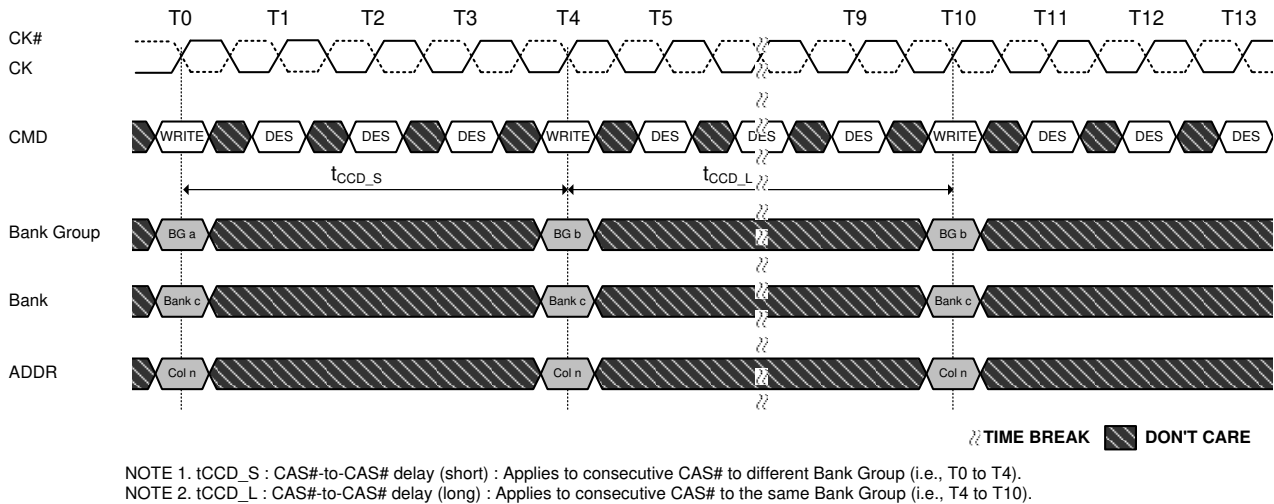 T0 T1 T2 T3 T4 T5 T9 T10 T11 T12 T13
CK#
CK
CMD WRITE DES DES DES WRITE DES DES DES WRITE DES DES DES
tCCD_S tCCD_L
Bank Group BG a BG b BG b
Bank Bank c Bank c Bank c
ADDR Col n Col n Col n
TIME BREAK DON'T CARE
NOTE 1. tCCD_S : CAS#-to-CAS# delay (short) : Applies to consecutive CAS# to different Bank Group (i.e., T0 to T4).
NOTE 2. tCCD_L : CAS#-to-CAS# delay (long) : Applies to consecutive CAS# to the same Bank Group (i.e., T4 to T10).